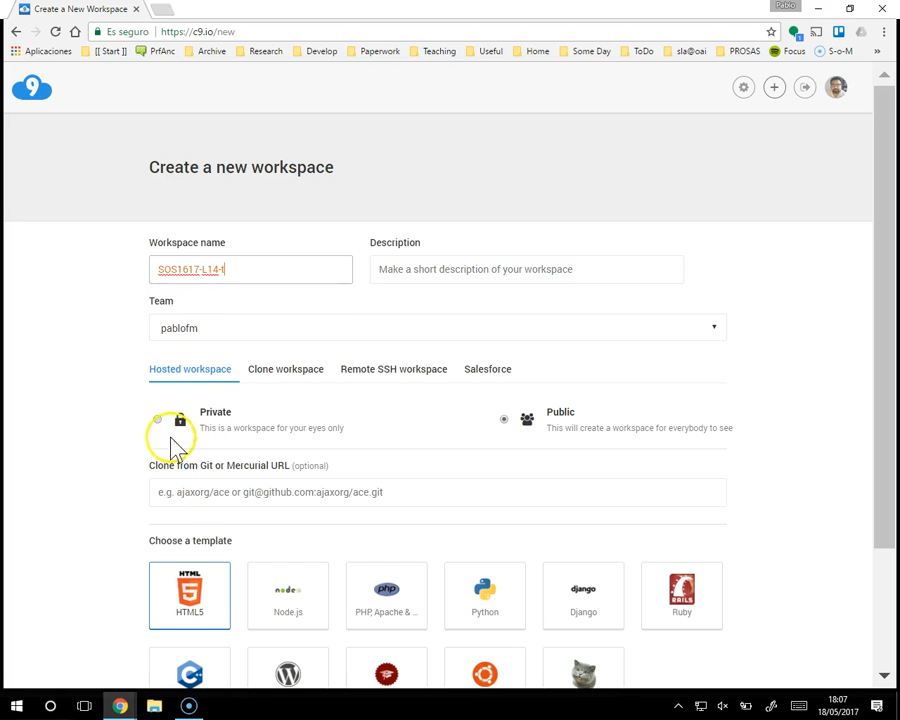 Create a New Workspace
Pablo
Es seguro https://c9.io/new
Aplicaciones [[ Start ]] PrfAnc Archive Research Develop Paperwork Teaching Useful Home Some Day ToDo sla@oai PROSAS Focus S-o-M »
9
Create a new workspace
Workspace name Description
SOS1617-L14-t Make a short description of your workspace
Team
pablofm
Hosted workspace Clone workspace Remote SSH workspace Salesforce
Private Public
This is a workspace for your eyes only This will create a workspace for everybody to see
Clone from Git or Mercurial URL (optional)
e.g. ajaxorg/ace or git@github.com:ajaxorg/ace.git
Choose a template
HTML 5 node php django RAILS
HTML5 Node.js PHP, Apache & ... Python Django Ruby
C++ W
18:07
18/05/2017